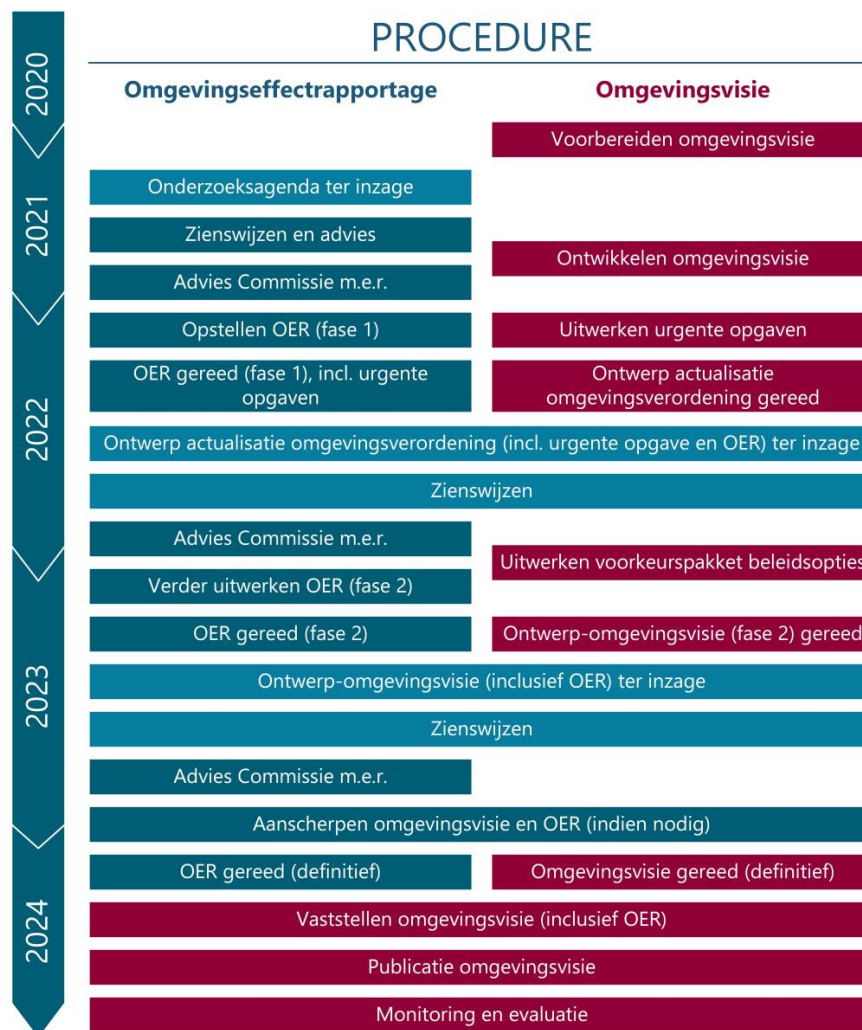 PROCEDURE
2020
Omgevingseffectrapportage
Omgevingsvisie
Voorbereiden omgevingsvisie
2021
Onderzoeksagenda ter inzage
Zienswijzen en advies
Ontwikkelen omgevingsvisie
Advies Commissie m.e.r.
2022
Opstellen OER (fase 1)
Uitwerken urgente opgaven
OER gereed (fase 1), incl. urgente
opgaven
Ontwerp actualisatie
omgevingsverordening gereed
Ontwerp actualisatie omgevingsverordening (incl. urgente opgave en OER) ter inzage
Zienswijzen
Advies Commissie m.e.r.
Uitwerken voorkeurspakket beleidsopties
2023
Verder uitwerken OER (fase 2)
OER gereed (fase 2)
Ontwerp-omgevingsvisie (fase 2) gereed
Ontwerp-omgevingsvisie (inclusief OER) ter inzage
Zienswijzen
Advies Commissie m.e.r.
Aanscherpen omgevingsvisie en OER (indien nodig)
2024
OER gereed (definitief)
Omgevingsvisie gereed (definitief)
Vaststellen omgevingsvisie (inclusief OER)
Publicatie omgevingsvisie
Monitoring en evaluatie